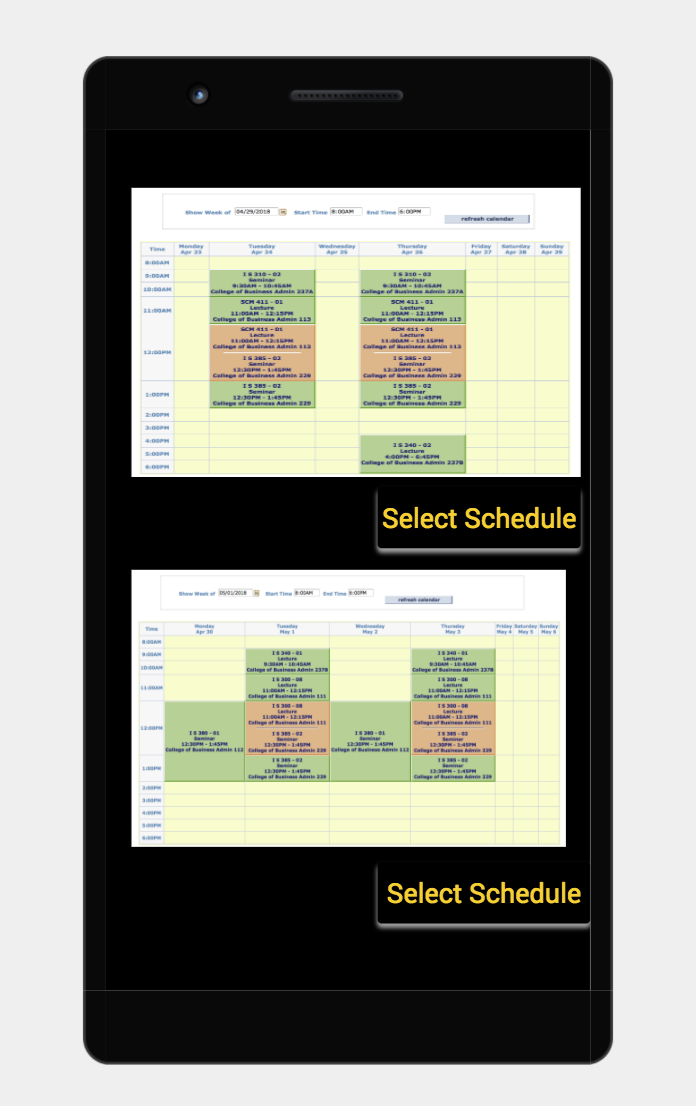 Show Week of 04/29/2018 Start Time 8:00AM End Time 6:00PM
refresh calendar
Time Monday Apr 23 Tuesday Apr 24 Wednesday Apr 25 Thursday Apr 26 Friday Apr 27 Saturday Apr 28 Sunday Apr 29
8:00AM
9:00AM
10:00AM
I S 310 - 02
Seminar
9:30AM - 10:45AM
College of Business Admin 237A
I S 310 - 02
Seminar
9:30AM - 10:45AM
College of Business Admin 237A
11:00AM
SCM 411 - 01
Lecture
11:00AM - 12:15PM
College of Business Admin 113
SCM 411 - 01
Lecture
11:00AM - 12:15PM
College of Business Admin 113
12:00PM
SCM 411 - 01
Lecture
11:00AM - 12:15PM
College of Business Admin 113
I S 385 - 02
Seminar
12:30PM - 1:45PM
College of Business Admin 229
SCM 411 - 01
Lecture
11:00AM - 12:15PM
College of Business Admin 113
I S 385 - 02
Seminar
12:30PM - 1:45PM
College of Business Admin 229
1:00PM
I S 385 - 02
Seminar
12:30PM - 1:45PM
College of Business Admin 229
I S 385 - 02
Seminar
12:30PM - 1:45PM
College of Business Admin 229
2:00PM
3:00PM
4:00PM
5:00PM
6:00PM
I S 340 - 02
Lecture
4:00PM - 6:45PM
College of Business Admin 237B
Select Schedule
Show Week of 05/01/2018 Start Time 8:00AM End Time 6:00PM
refresh calendar
Time Monday Apr 30 Tuesday May 1 Wednesday May 2 Thursday May 3 Friday May 4 Saturday May 5 Sunday May 6
8:00AM
9:00AM
10:00AM
I S 340 - 01
Lecture
9:30AM - 10:45AM
College of Business Admin 237B
I S 340 - 01
Lecture
9:30AM - 10:45AM
College of Business Admin 237B
11:00AM
I S 300 - 08
Lecture
11:00AM - 12:15PM
College of Business Admin 111
I S 300 - 08
Lecture
11:00AM - 12:15PM
College of Business Admin 111
12:00PM
I S 380 - 01
Seminar
12:30PM - 1:45PM
College of Business Admin 112
I S 300 - 08
Lecture
11:00AM - 12:15PM
College of Business Admin 111
I S 385 - 02
Seminar
12:30PM - 1:45PM
College of Business Admin 229
I S 380 - 01
Seminar
12:30PM - 1:45PM
College of Business Admin 112
I S 300 - 08
Lecture
11:00AM - 12:15PM
College of Business Admin 111
I S 385 - 02
Seminar
12:30PM - 1:45PM
College of Business Admin 229
1:00PM
I S 385 - 02
Seminar
12:30PM - 1:45PM
College of Business Admin 229
I S 385 - 02
Seminar
12:30PM - 1:45PM
College of Business Admin 229
2:00PM
3:00PM
4:00PM
5:00PM
6:00PM
Select Schedule